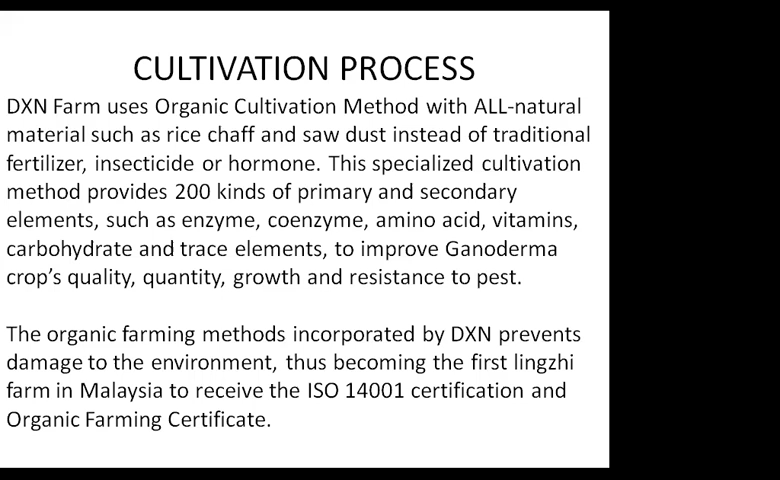 CULTIVATION PROCESS
DXN Farm uses Organic Cultivation Method with ALL-natural
material such as rice chaff and saw dust instead of traditional
fertilizer, insecticide or hormone. This specialized cultivation
method provides 200 kinds of primary and secondary
elements, such as enzyme, coenzyme, amino acid, vitamins,
carbohydrate and trace elements, to improve Ganoderma
crop’s quality, quantity, growth and resistance to pest.
The organic farming methods incorporated by DXN prevents
damage to the environment, thus becoming the first lingzhi
farm in Malaysia to receive the ISO 14001 certification and
Organic Farming Certificate.